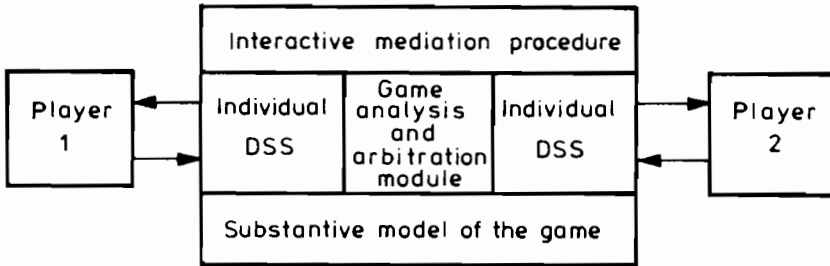 Interactive mediation procedure
Player
1
Individual
DSS
Game
analysis
and
arbitration
module
Individual
DSS
Player
2
Substantive model of the game